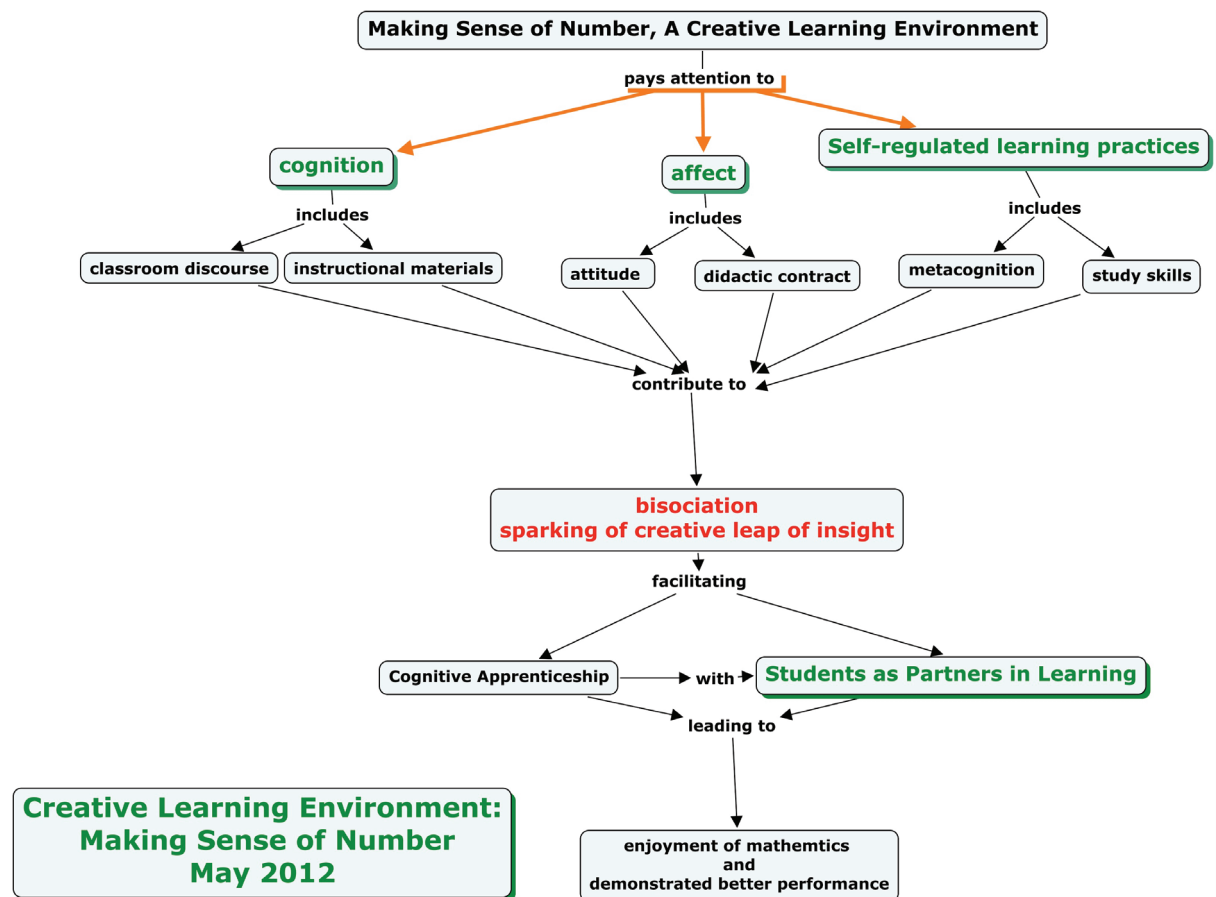 Making Sense of Number, A Creative Learning Environment
pays attention to
cognition
affect
Self-regulated learning practices
includes
includes
includes
classroom discourse
instructional materials
attitude
didactic contract
metacognition
study skills
contribute to
bisociation
sparking of creative leap of insight
facilitating
Cognitive Apprenticeship
with
Students as Partners in Learning
leading to
enjoyment of mathemtics
and
demonstrated better performance
Creative Learning Environment:
Making Sense of Number
May 2012